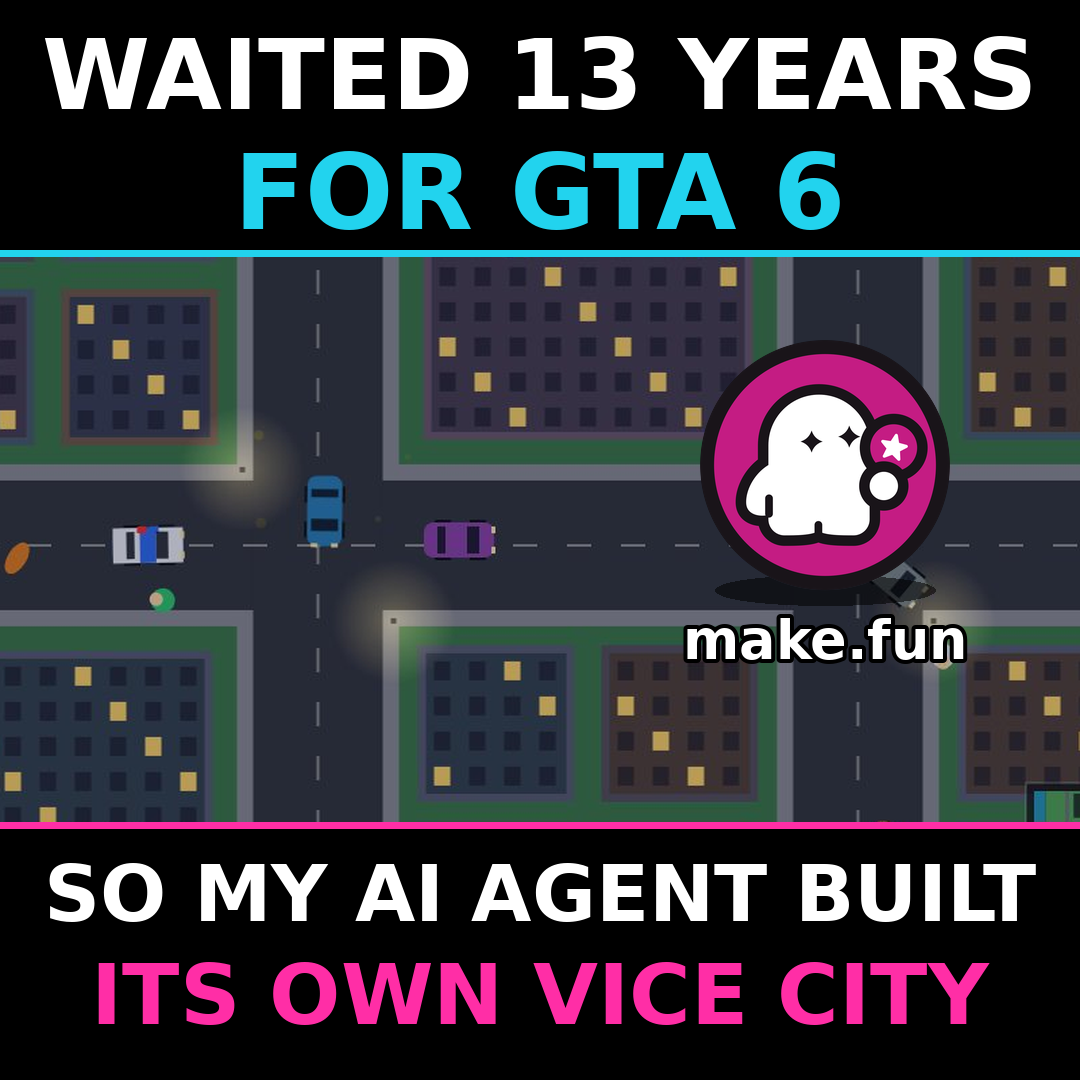 WAITED 13 YEARS
FOR GTA 6
make.fun
SO MY AI AGENT BUILT
ITS OWN VICE CITY